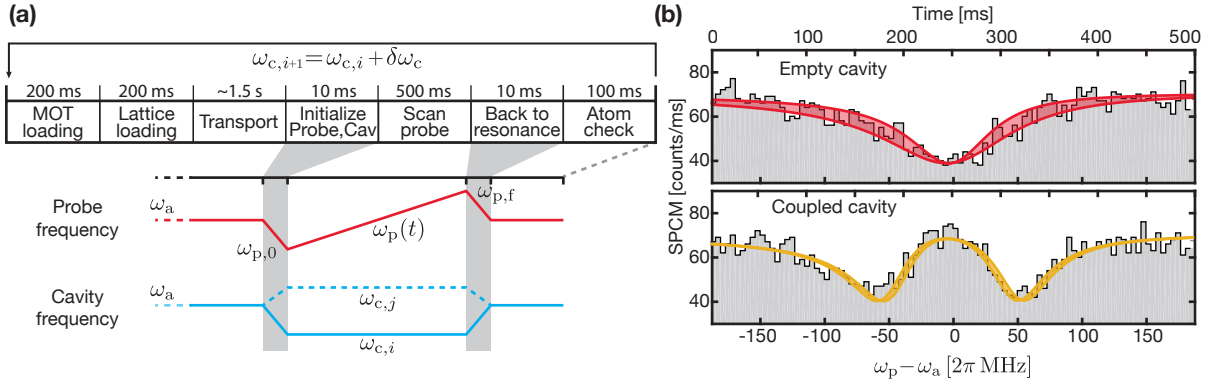 (a)
ω_{c,i+1} = ω_{c,i} + δω_c
200 ms 200 ms ~1.5 s 10 ms 500 ms 10 ms 100 ms
MOT loading
Lattice loading
Transport
Initialize Probe,Cav
Scan probe
Back to resonance
Atom check
Probe frequency
ω_a
ω_{p,0}
ω_p(t)
ω_{p,f}
Cavity frequency
ω_a
ω_{c,j}
ω_{c,i}
(b)
Time [ms]
0 100 200 300 400 500
Empty cavity
80
60
40
SPCM [counts/ms]
Coupled cavity
80
60
40
-150 -100 -50 0 50 100 150
ω_p − ω_a [2π MHz]